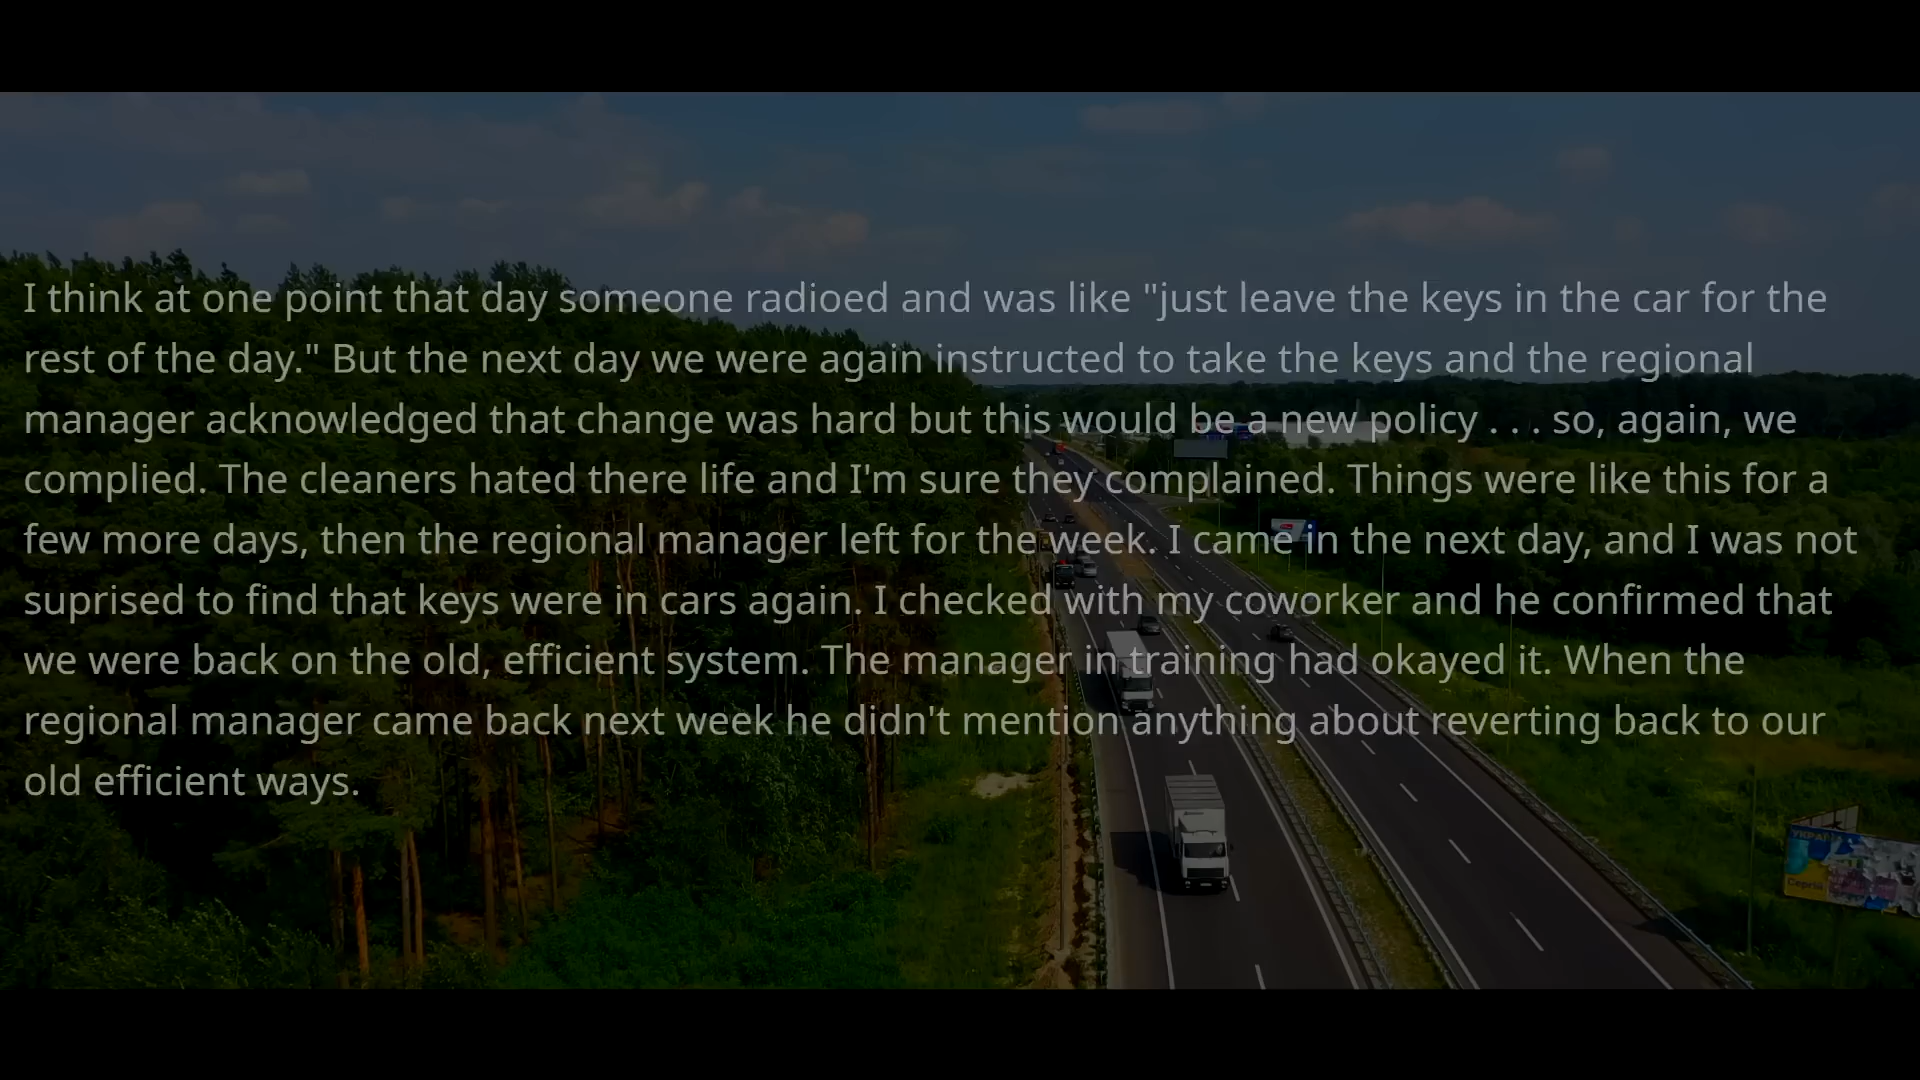 I think at one point that day someone radioed and was like "just leave the keys in the car for the
rest of the day." But the next day we were again instructed to take the keys and the regional
manager acknowledged that change was hard but this would be a new policy . . . so, again, we
complied. The cleaners hated there life and I'm sure they complained. Things were like this for a
few more days, then the regional manager left for the week. I came in the next day, and I was not
suprised to find that keys were in cars again. I checked with my coworker and he confirmed that
we were back on the old, efficient system. The manager in training had okayed it. When the
regional manager came back next week he didn't mention anything about reverting back to our
old efficient ways.
УКРАЇНА
Сергій